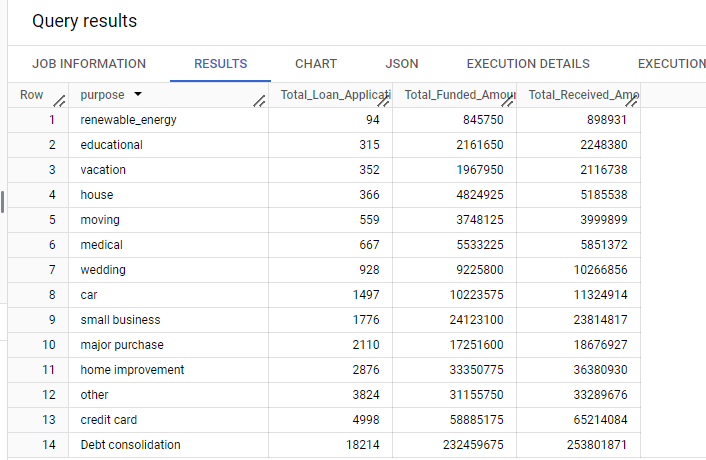 Query results
JOB INFORMATION RESULTS CHART JSON EXECUTION DETAILS EXECUTION
Row purpose Total_Loan_Applicati Total_Funded_Amour Total_Received_Amo
1 renewable_energy 94 845750 898931
2 educational 315 2161650 2248380
3 vacation 352 1967950 2116738
4 house 366 4824925 5185538
5 moving 559 3748125 3999899
6 medical 667 5533225 5851372
7 wedding 928 9225800 10266856
8 car 1497 10223575 11324914
9 small business 1776 24123100 23814817
10 major purchase 2110 17251600 18676927
11 home improvement 2876 33350775 36380930
12 other 3824 31155750 33289676
13 credit card 4998 58885175 65214084
14 Debt consolidation 18214 232459675 253801871